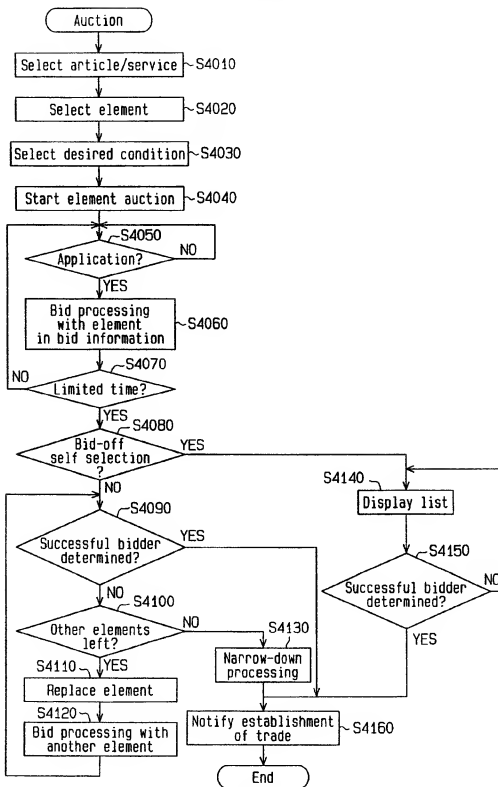 Auction
Select article/service
S4010
Select element
S4020
Select desired condition
S4030
Start element auction
S4040
S4050
Application?
NO
YES
Bid processing
with element
in bid information
S4060
S4070
NO
Limited time?
YES
S4080
Bid-off
self selection
?
YES
NO
S4140
Display list
S4090
Successful bidder
determined?
YES
S4150
Successful bidder
determined?
NO
NO
S4100
Other elements
left?
NO
S4130
YES
YES
S4110
Replace element
Narrow-down
processing
S4120
Bid processing with
another element
Notify establishment
of trade
S4160
End